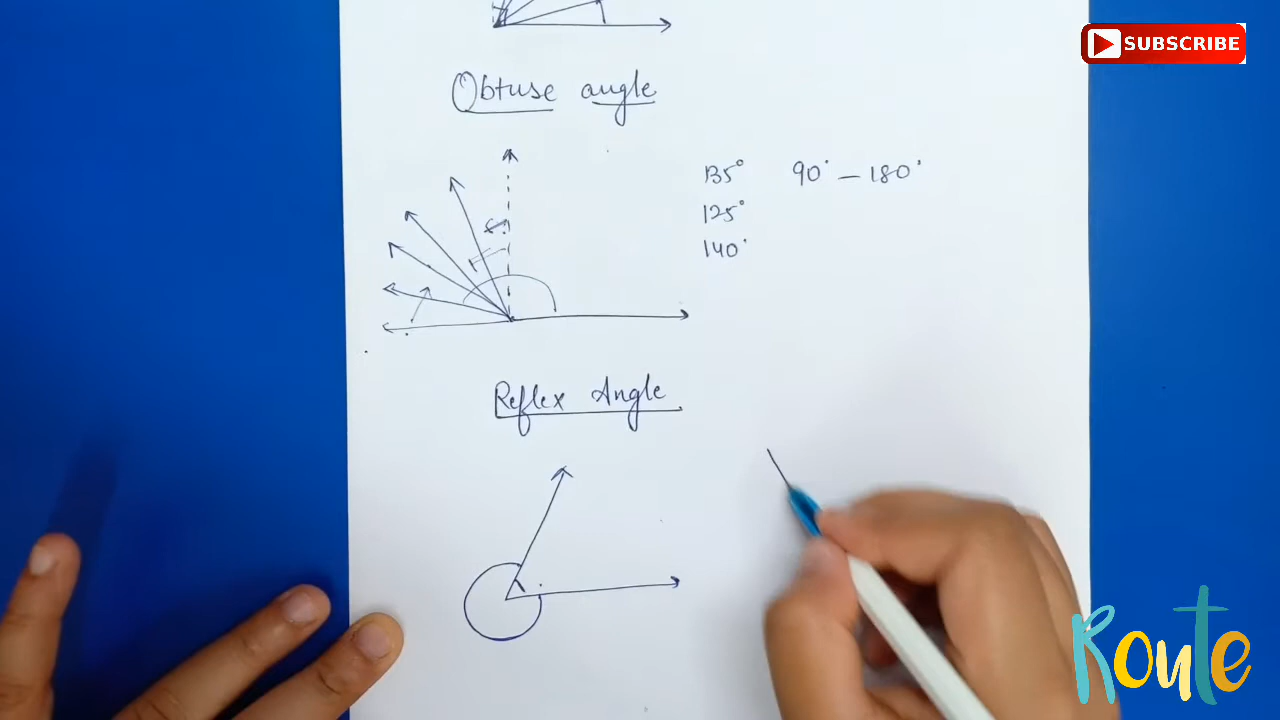 SUBSCRIBE
Obtuse angle
135° 90° — 180°
125°
140°
Reflex Angle
Route